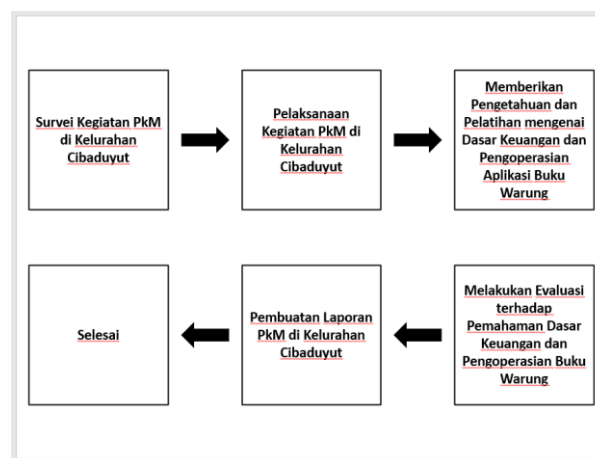 Survei Kegiatan PkM
di Kelurahan
Cibaduyut
Pelaksanaan
Kegiatan PkM di
Kelurahan
Cibaduyut
Memberikan
Pengetahuan dan
Pelatihan mengenai
Dasar Keuangan dan
Pengoperasian
Aplikasi Buku
Warung
Melakukan Evaluasi
terhadap
Pemahaman Dasar
Keuangan dan
Pengoperasian Buku
Warung
Pembuatan Laporan
PkM di Kelurahan
Cibaduyut
Selesai